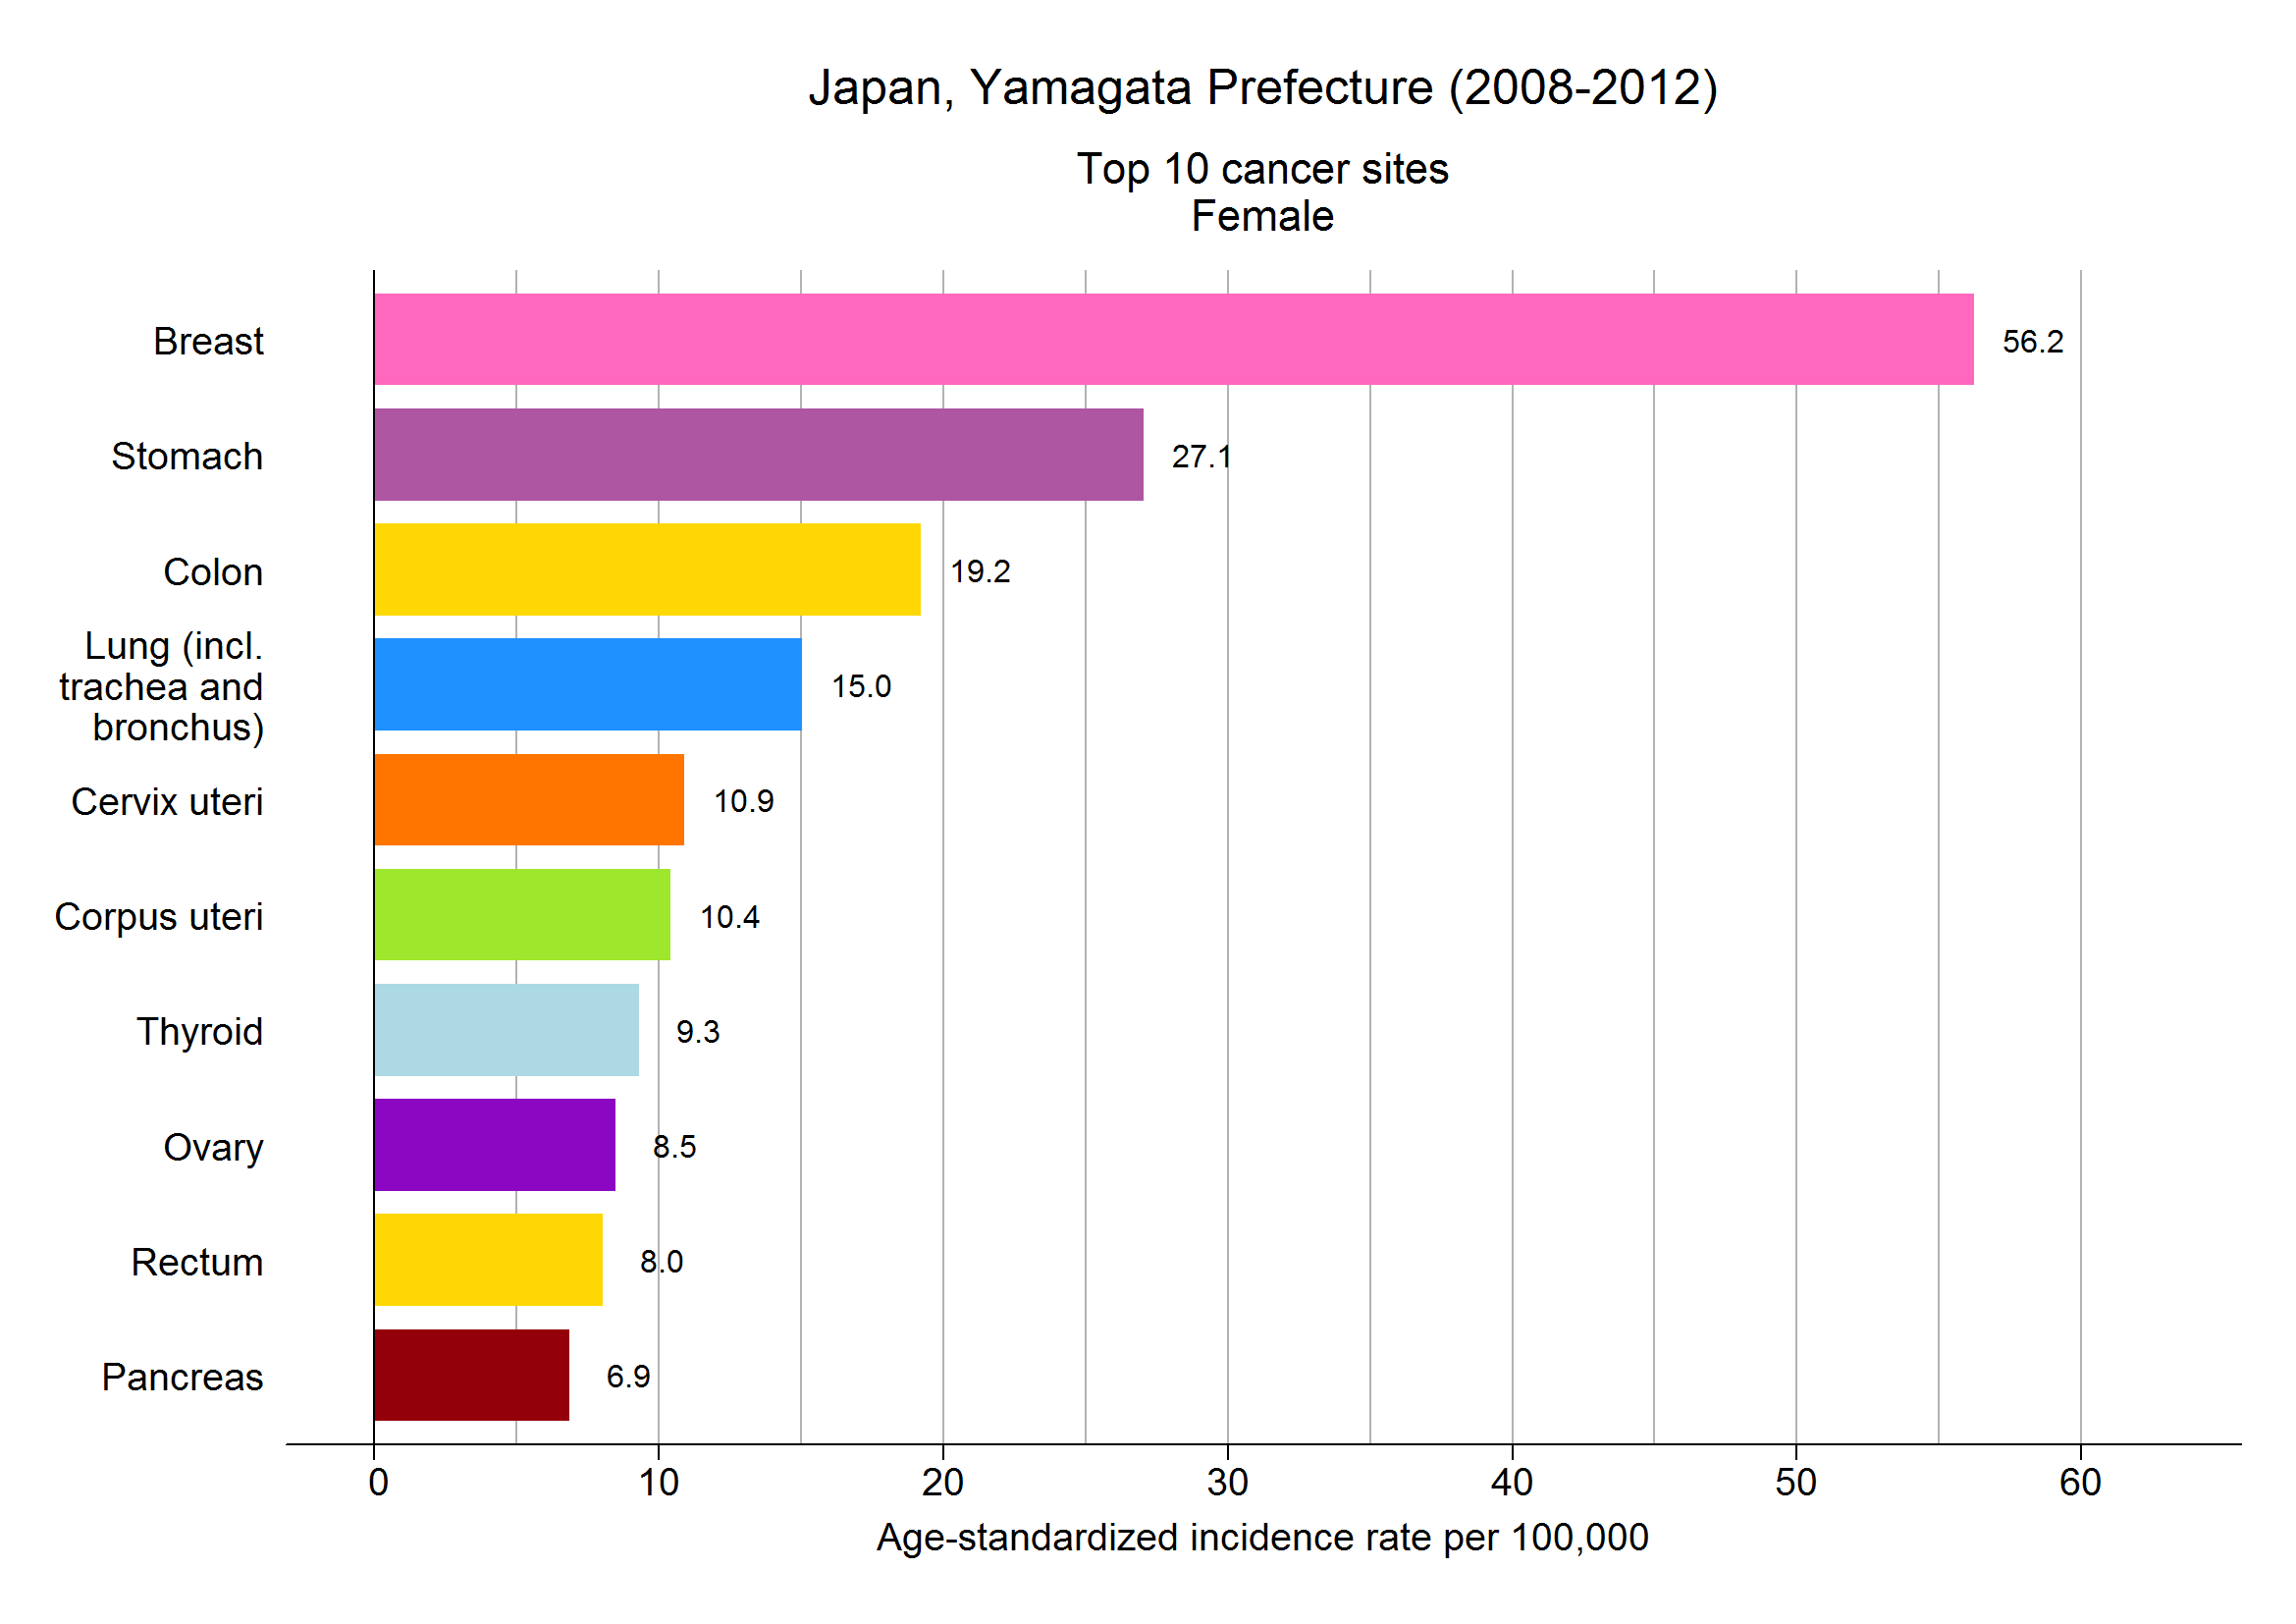 Japan, Yamagata Prefecture (2008-2012)
Top 10 cancer sites
Female
Breast
56.2
Stomach
27.1
Colon
19.2
Lung (incl.
trachea and
bronchus)
15.0
Cervix uteri
10.9
Corpus uteri
10.4
Thyroid
9.3
Ovary
8.5
Rectum
8.0
Pancreas
6.9
0 10 20 30 40 50 60
Age-standardized incidence rate per 100,000